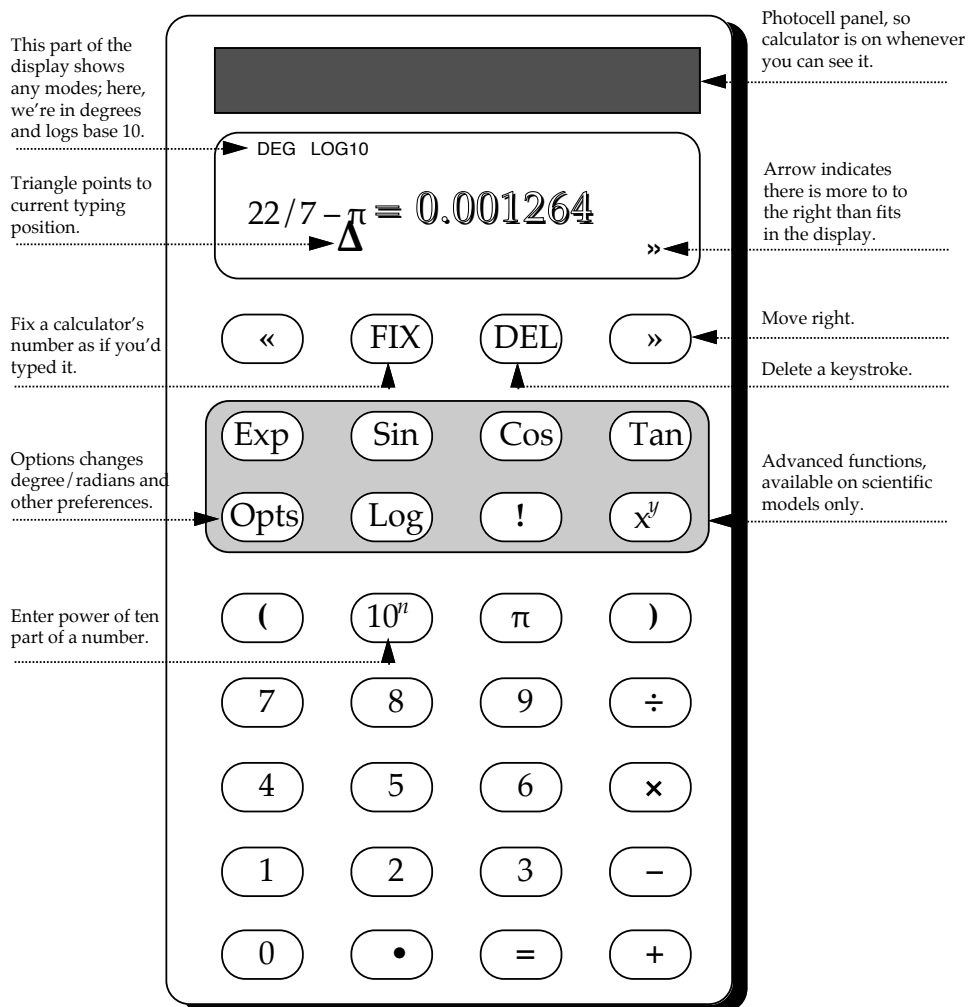 This part of the
display shows
any modes; here,
we're in degrees
and logs base 10.
Photocell panel, so
calculator is on whenever
you can see it.
DEG LOG10
Triangle points to
current typing
position.
22/7 – π = 0.001264
Δ
»
Arrow indicates
there is more to to
the right than fits
in the display.
Fix a calculator's
number as if you'd
typed it.
« FIX DEL »
Move right.
Delete a keystroke.
Exp Sin Cos Tan
Options changes
degree/radians and
other preferences.
Opts Log ! xʸ
Advanced functions,
available on scientific
models only.
Enter power of ten
part of a number.
( 10ⁿ π )
7 8 9 ÷
4 5 6 ×
1 2 3 –
0 • = +